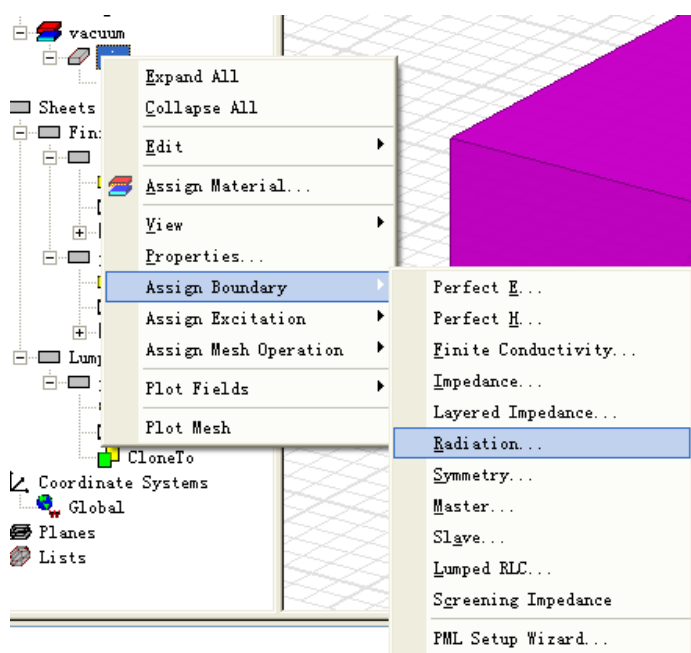 vacuum
Expand All
Collapse All
Sheets
Edit
Assign Material...
View
Properties...
Assign Boundary
Assign Excitation
Assign Mesh Operation
Plot Fields
Plot Mesh
CloneTo
Coordinate Systems
Global
Planes
Lists
Perfect E...
Perfect H...
Finite Conductivity...
Impedance...
Layered Impedance...
Radiation...
Symmetry...
Master...
Slave...
Lumped RLC...
Screening Impedance
PML Setup Wizard...